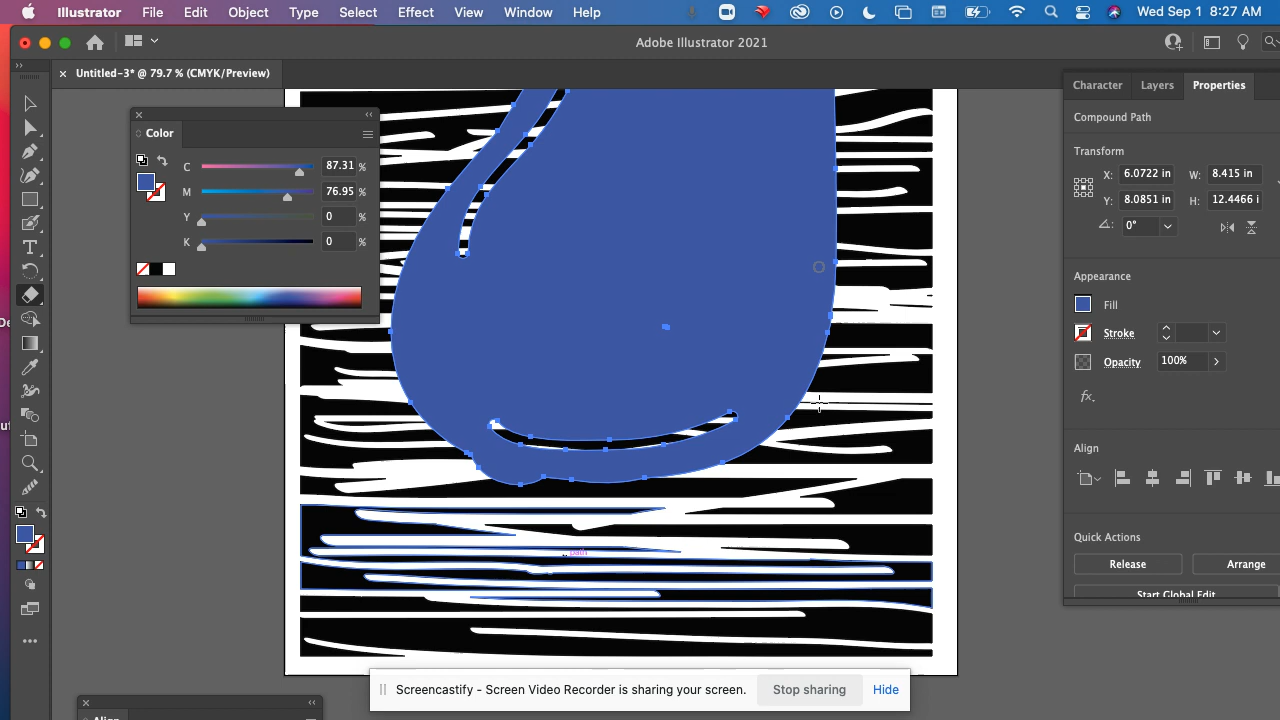 Illustrator File Edit Object Type Select Effect View Window Help Wed Sep 1 8:27 AM
Adobe Illustrator 2021
Untitled-3* @ 79.7 % (CMYK/Preview)
Color
C 87.31 %
M 76.95 %
Y 0 %
K 0 %
Character Layers Properties
Compound Path
Transform
X: 6.0722 in W: 8.415 in
Y: 8.0851 in H: 12.4466 i
0°
Appearance
Fill
Stroke
Opacity 100%
fx
Align
Quick Actions
Release Arrange
Start Global Edit
path
Screencastify - Screen Video Recorder is sharing your screen. Stop sharing Hide
Align